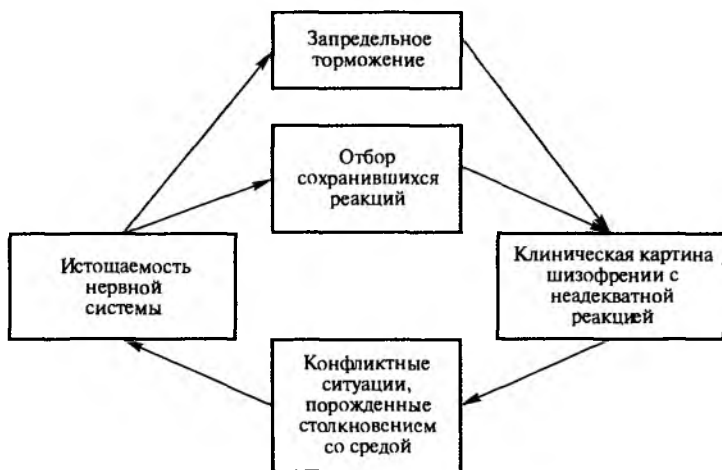 Запредельное
торможение
Отбор
сохранившихся
реакций
Истощаемость
нервной
системы
Клиническая картина
шизофрении с
неадекватной
реакцией
Конфликтные
ситуации,
порожденные
столкновением
со средой